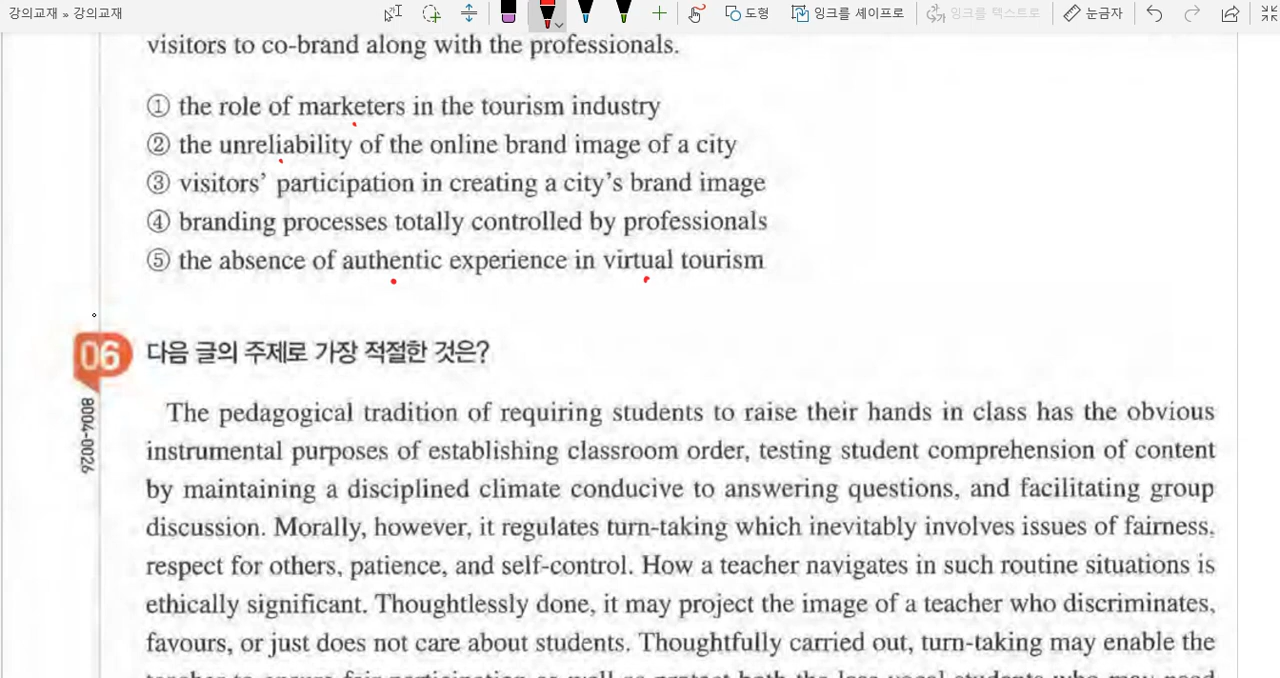 강의교재 » 강의교재
도형
잉크를 셰이프로
잉크를 텍스트로
눈금자
visitors to co-brand along with the professionals.
① the role of marketers in the tourism industry
② the unreliability of the online brand image of a city
③ visitors' participation in creating a city's brand image
④ branding processes totally controlled by professionals
⑤ the absence of authentic experience in virtual tourism
06 다음 글의 주제로 가장 적절한 것은?
8004-0026
The pedagogical tradition of requiring students to raise their hands in class has the obvious
instrumental purposes of establishing classroom order, testing student comprehension of content
by maintaining a disciplined climate conducive to answering questions, and facilitating group
discussion. Morally, however, it regulates turn-taking which inevitably involves issues of fairness,
respect for others, patience, and self-control. How a teacher navigates in such routine situations is
ethically significant. Thoughtlessly done, it may project the image of a teacher who discriminates,
favours, or just does not care about students. Thoughtfully carried out, turn-taking may enable the